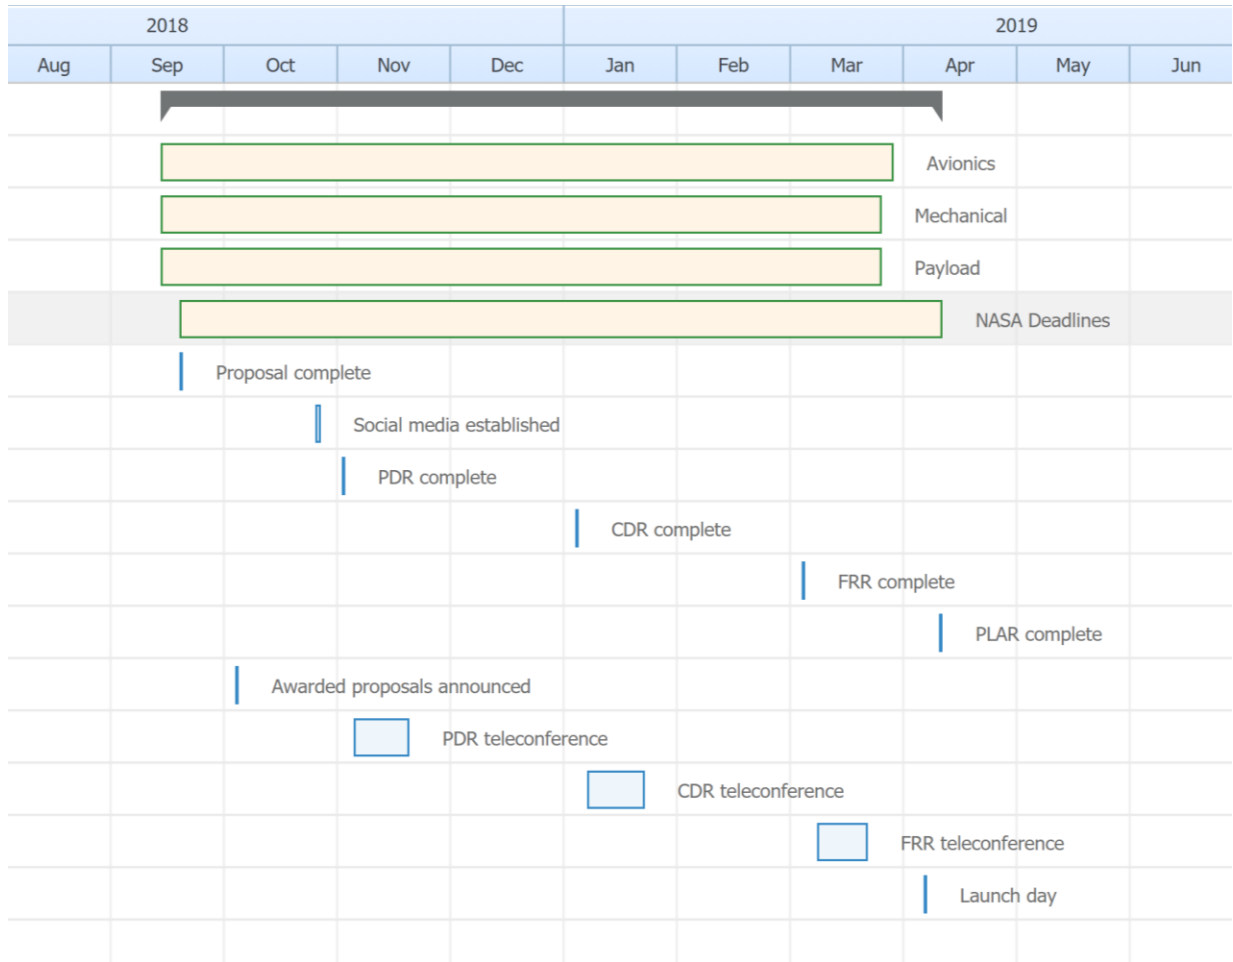 2018 2019
Aug Sep Oct Nov Dec Jan Feb Mar Apr May Jun
Avionics
Mechanical
Payload
NASA Deadlines
Proposal complete
Social media established
PDR complete
CDR complete
FRR complete
PLAR complete
Awarded proposals announced
PDR teleconference
CDR teleconference
FRR teleconference
Launch day